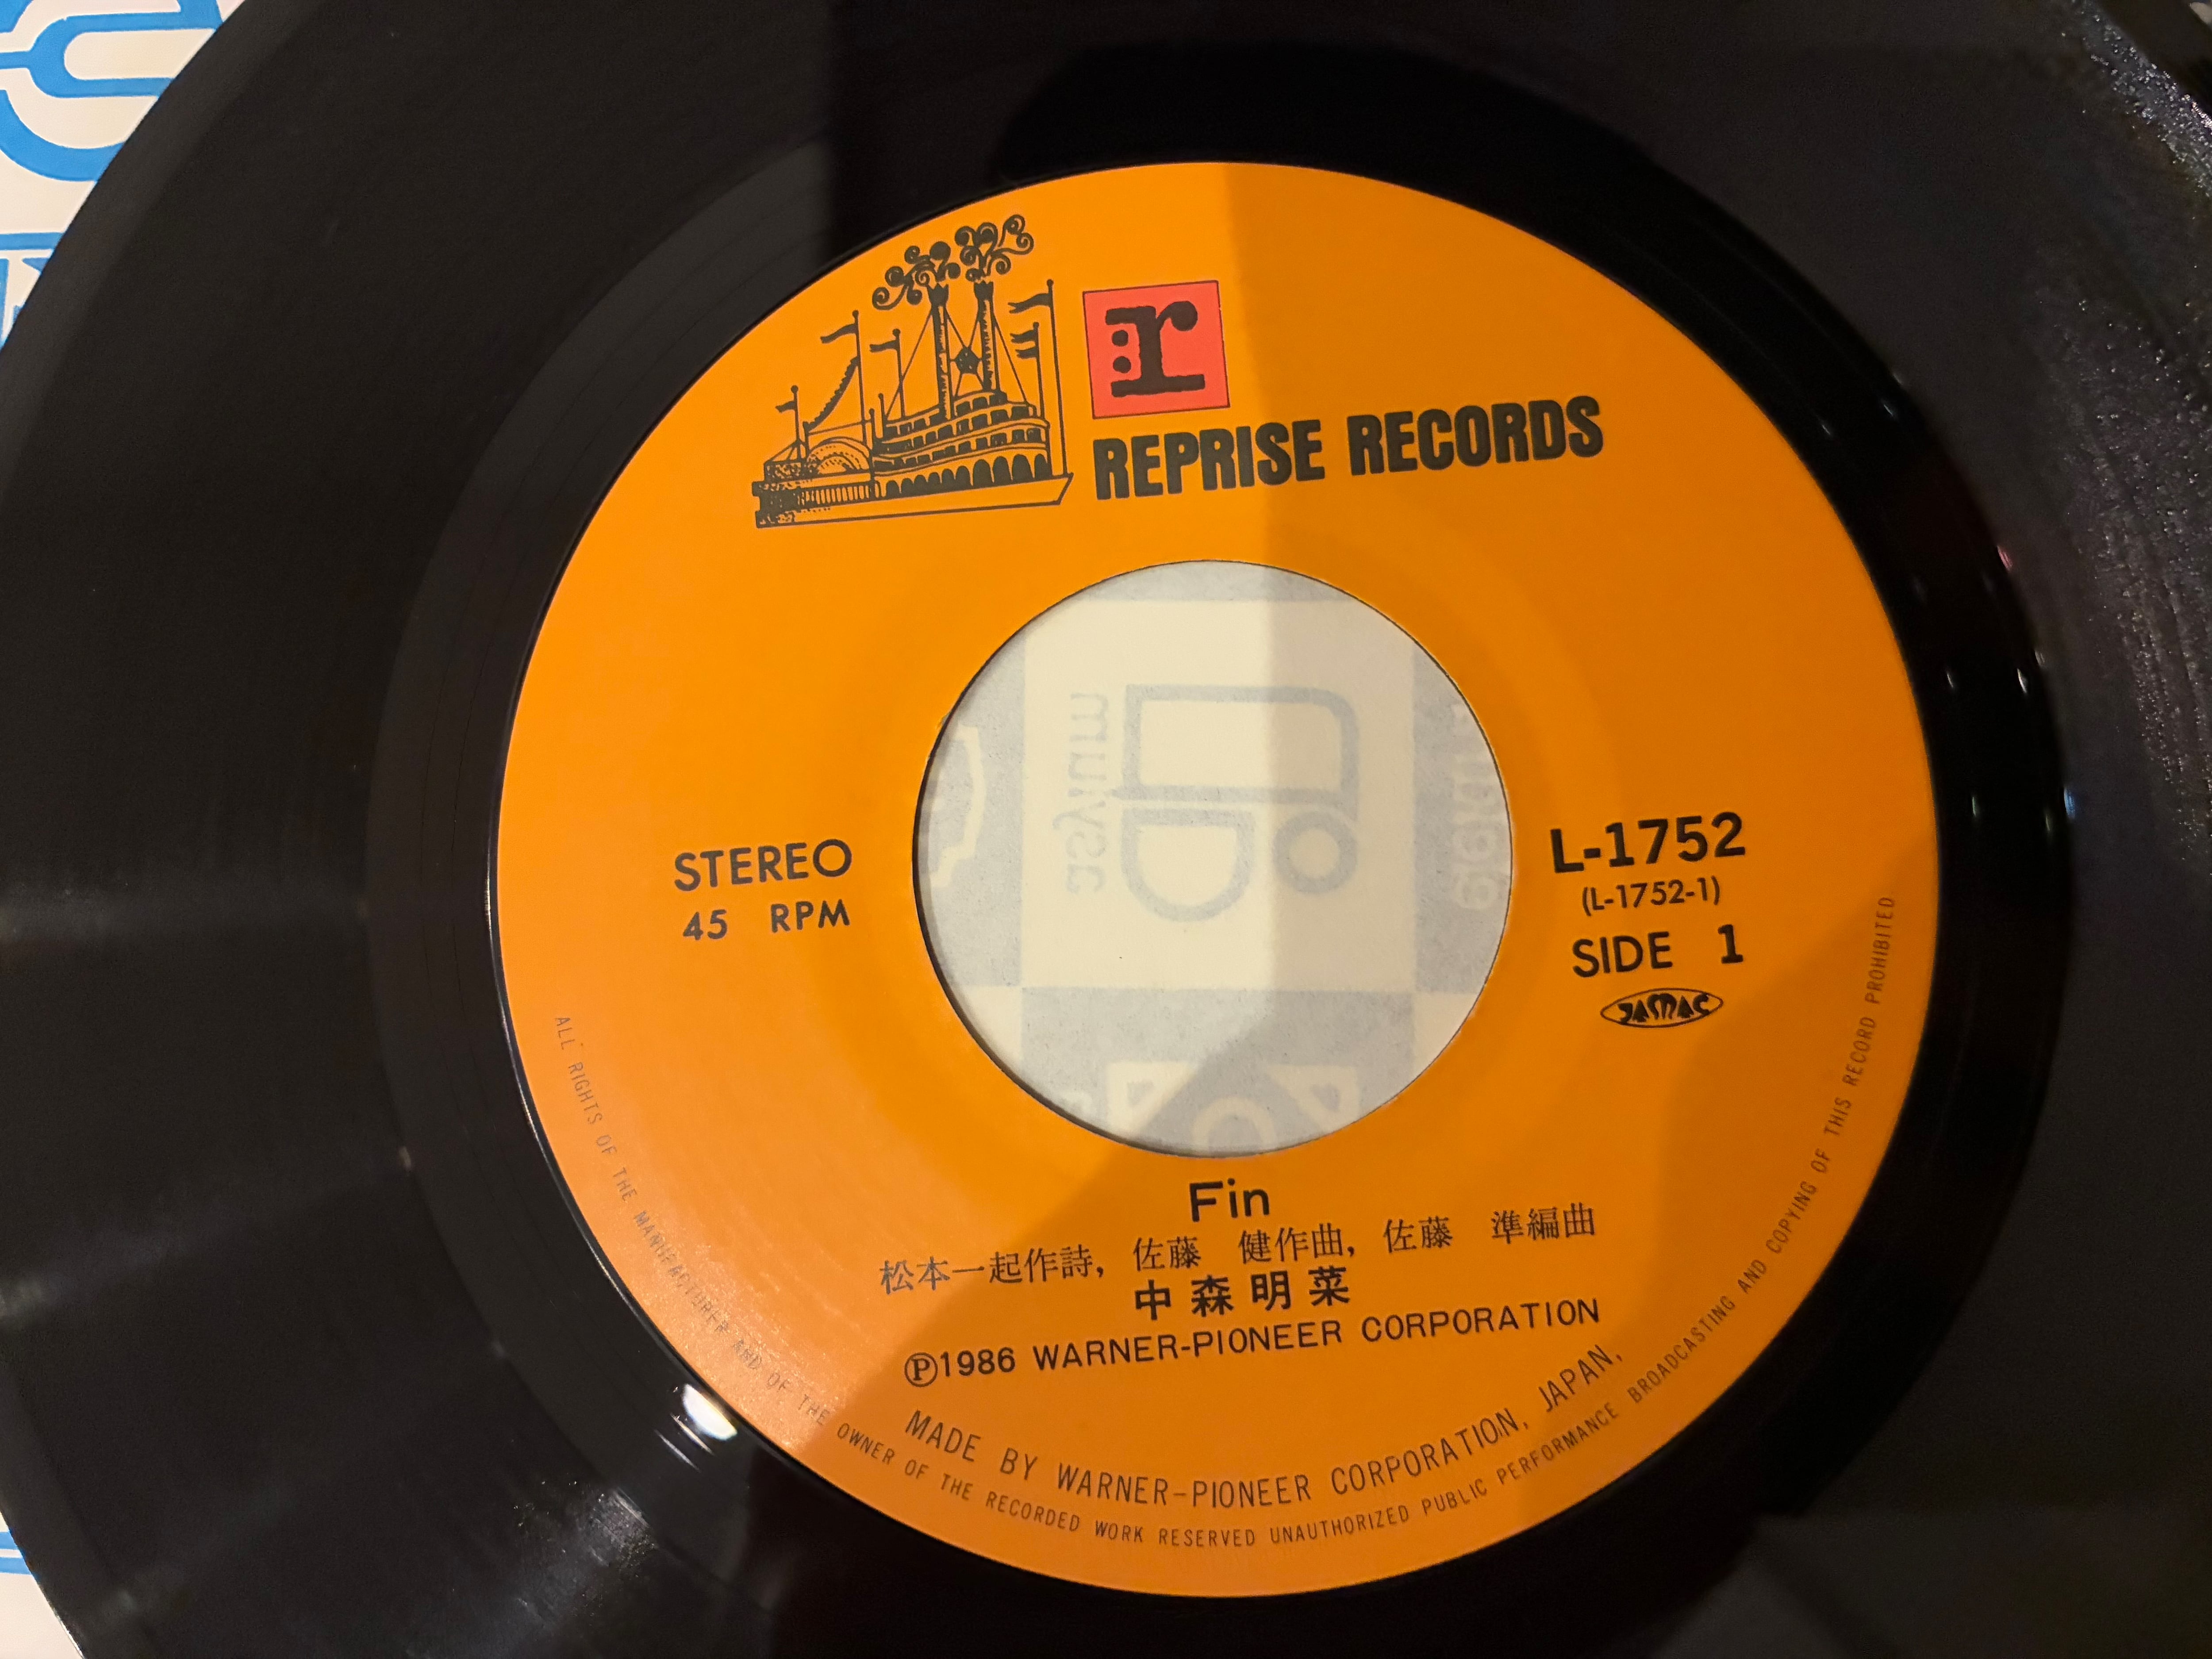 r
REPRISE RECORDS
STEREO
45 RPM
L-1752
(L-1752-1)
SIDE 1
JASRAC
Fin
松本一起作詩, 佐藤 健作曲, 佐藤 準編曲
中森明菜
Ⓟ1986 WARNER-PIONEER CORPORATION
MADE BY WARNER-PIONEER CORPORATION, JAPAN,
ALL RIGHTS OF THE MANUFACTURER AND OF THE OWNER OF THE RECORDED WORK RESERVED UNAUTHORIZED PUBLIC PERFORMANCE BROADCASTING AND COPYING OF THIS RECORD PROHIBITED
asylum